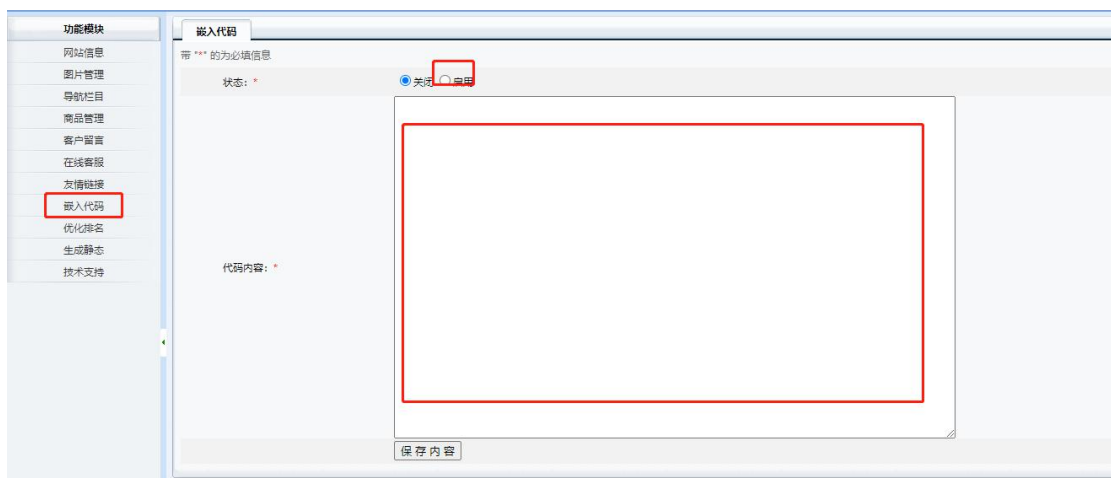 功能模块
网站信息
图片管理
导航栏目
商品管理
客户留言
在线客服
友情链接
嵌入代码
优化排名
生成静态
技术支持
嵌入代码
带 "*" 的为必填信息
状态: * 关闭 启用
代码内容: *
保存内容